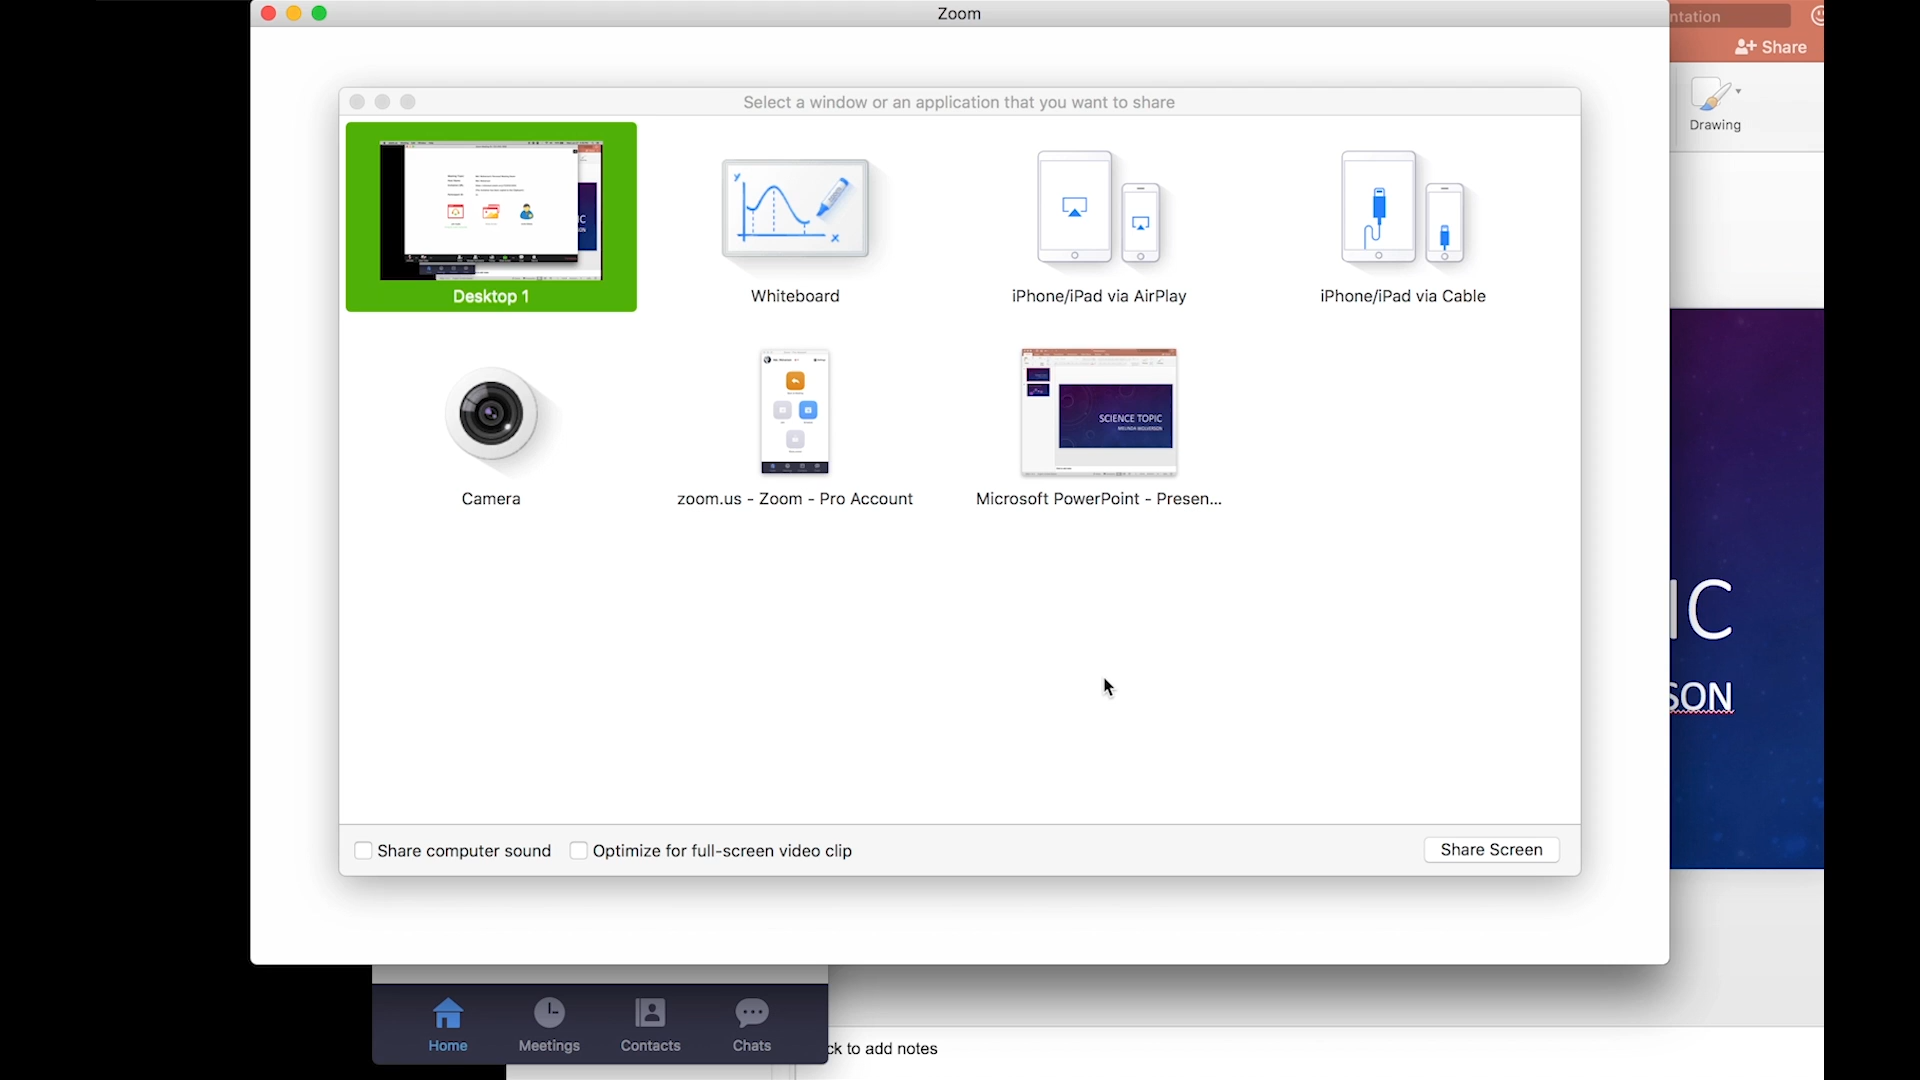 Zoom
ntation
Share
Select a window or an application that you want to share
Drawing
Desktop 1
Whiteboard
iPhone/iPad via AirPlay
iPhone/iPad via Cable
SCIENCE TOPIC
MELINDA WOLVERSON
Camera
zoom.us - Zoom - Pro Account
Microsoft PowerPoint - Presen...
IC
SON
Share computer sound
Optimize for full-screen video clip
Share Screen
Home
Meetings
Contacts
Chats
ck to add notes